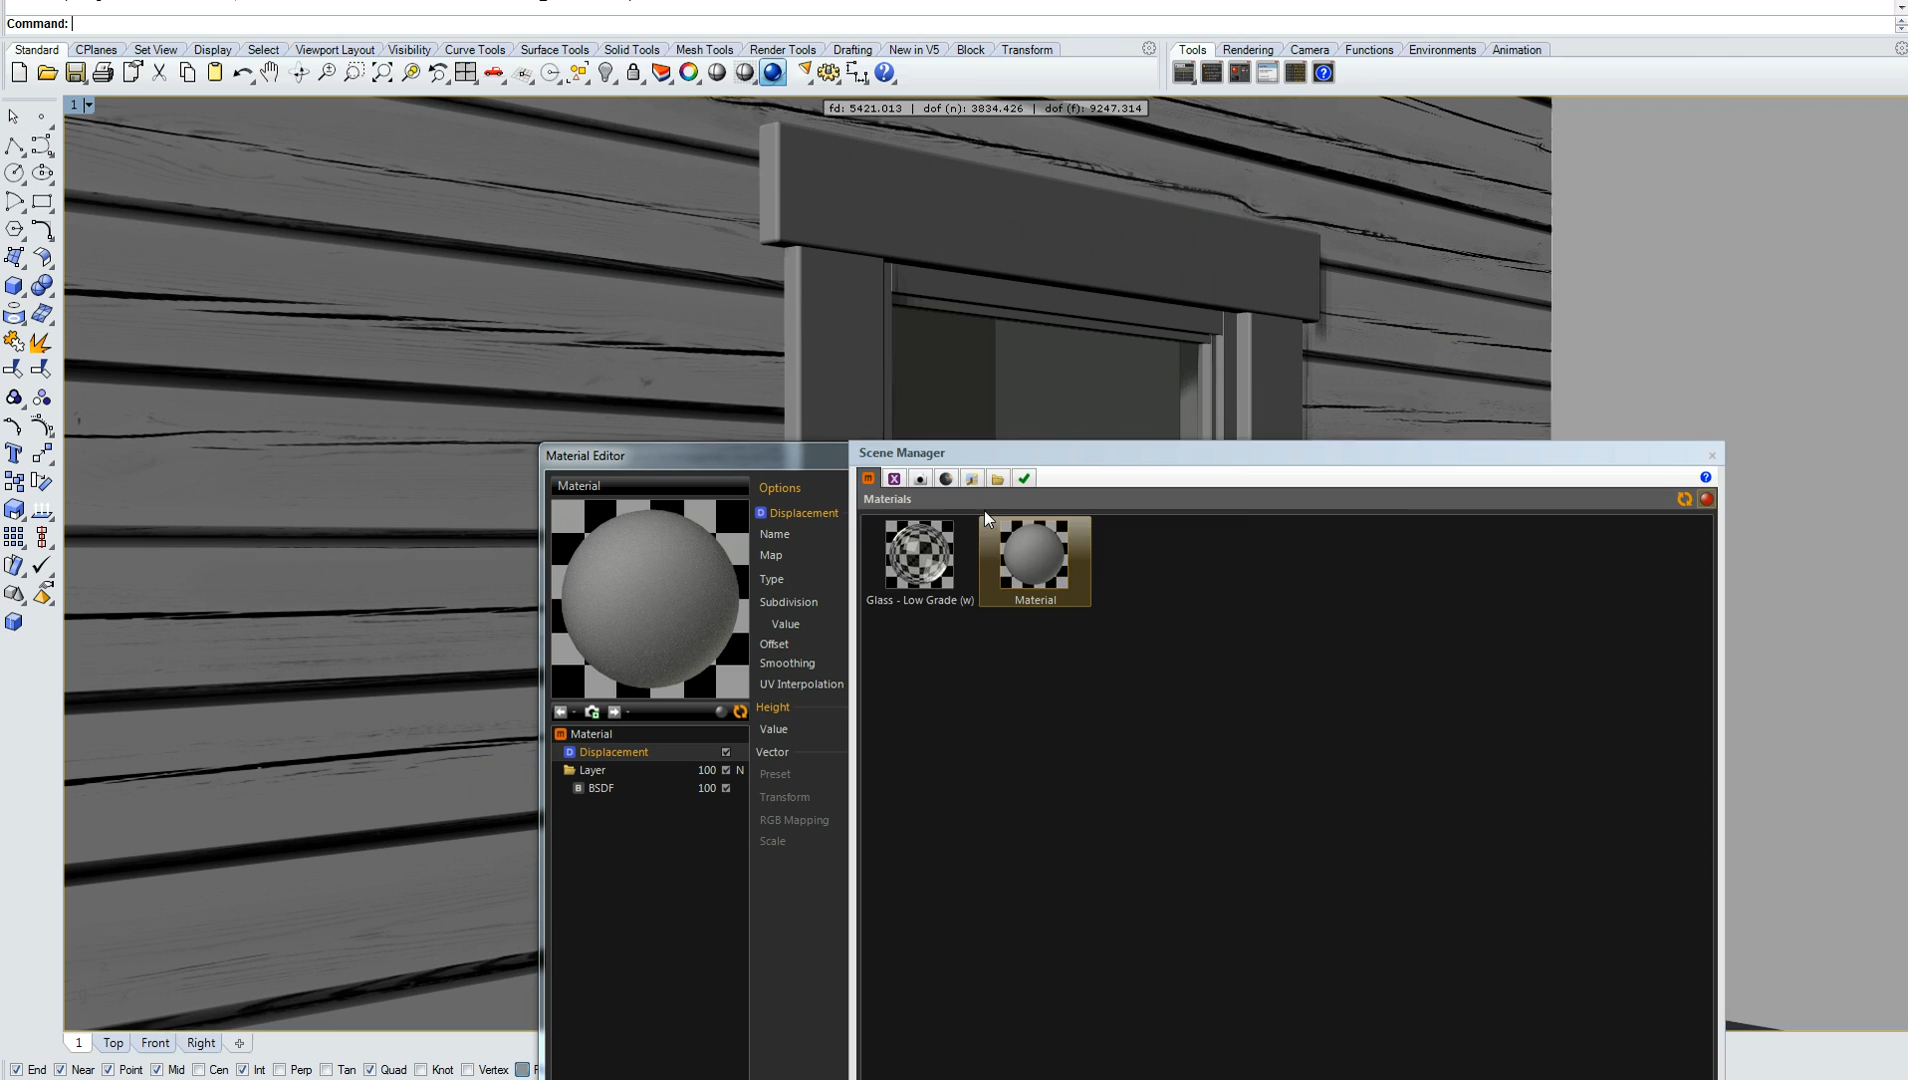 Command:
Standard CPlanes Set View Display Select Viewport Layout Visibility Curve Tools Surface Tools Solid Tools Mesh Tools Render Tools Drafting New in V5 Block Transform Tools Rendering Camera Functions Environments Animation
1
fd: 5421.013 | dof (n): 3834.426 | dof (f): 9247.314
Material Editor
Scene Manager
Material
Options
Materials
Displacement
Name
Map
Type
Subdivision
Value
Offset
Smoothing
UV Interpolation
Height
Value
Vector
Preset
Transform
RGB Mapping
Scale
Glass - Low Grade (w) Material
Material
Displacement
Layer 100 N
BSDF 100
1 Top Front Right
End Near Point Mid Cen Int Perp Tan Quad Knot Vertex